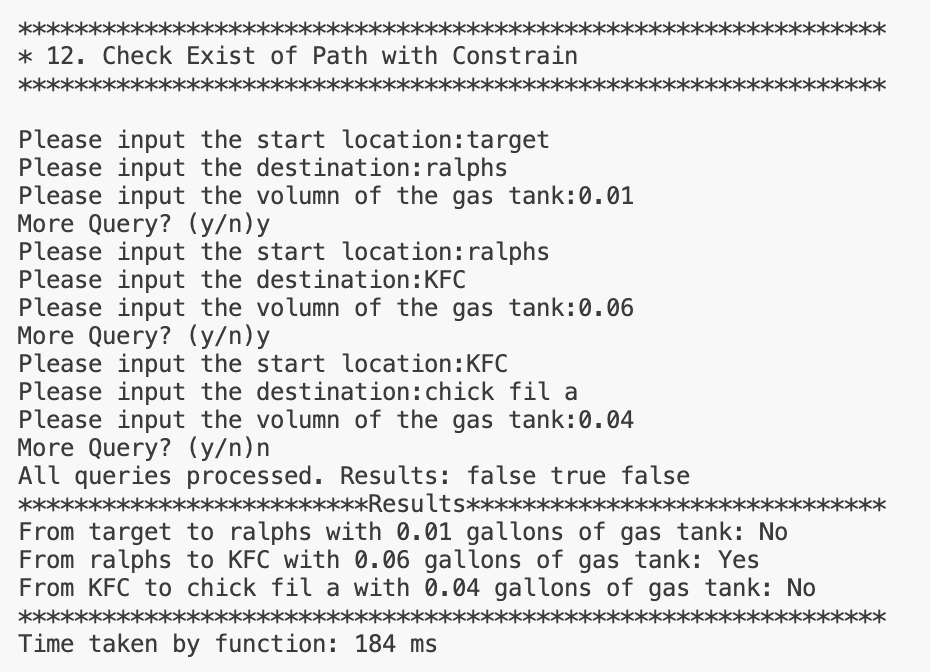 **************************************************************
* 12. Check Exist of Path with Constrain
**************************************************************
Please input the start location:target
Please input the destination:ralphs
Please input the volumn of the gas tank:0.01
More Query? (y/n)y
Please input the start location:ralphs
Please input the destination:KFC
Please input the volumn of the gas tank:0.06
More Query? (y/n)y
Please input the start location:KFC
Please input the destination:chick fil a
Please input the volumn of the gas tank:0.04
More Query? (y/n)n
All queries processed. Results: false true false
*************************Results******************************
From target to ralphs with 0.01 gallons of gas tank: No
From ralphs to KFC with 0.06 gallons of gas tank: Yes
From KFC to chick fil a with 0.04 gallons of gas tank: No
**************************************************************
Time taken by function: 184 ms